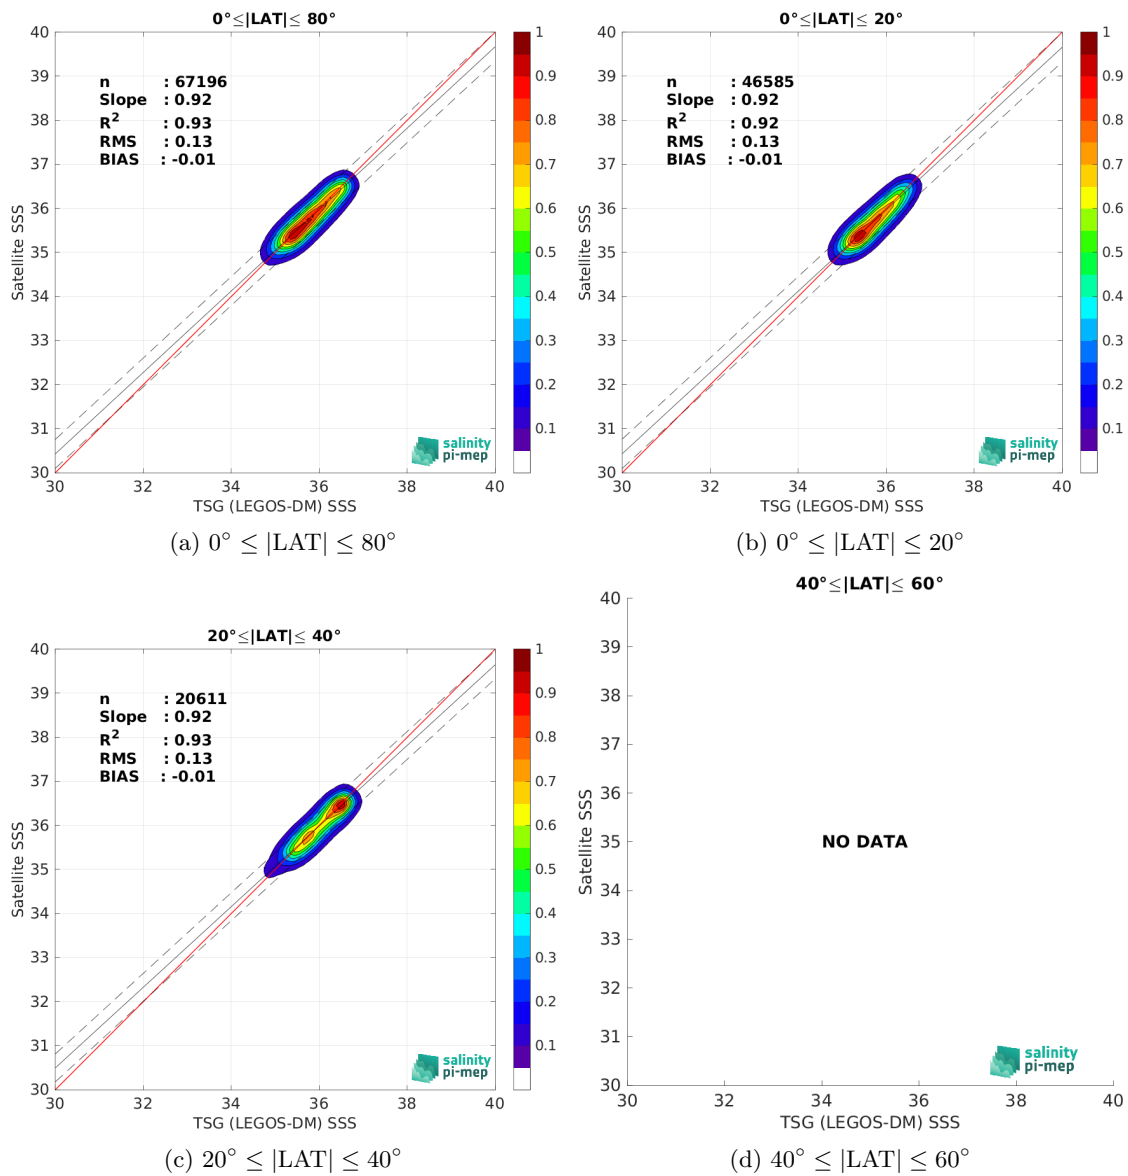 0°≤|LAT|≤ 80°
40
39
38
37
36
35
34
33
32
31
30
Satellite SSS
n : 67196
Slope : 0.92
R² : 0.93
RMS : 0.13
BIAS : -0.01
salinity
pi-mep
30 32 34 36 38 40
TSG (LEGOS-DM) SSS
1
0.9
0.8
0.7
0.6
0.5
0.4
0.3
0.2
0.1
(a) 0° ≤ |LAT| ≤ 80°
0°≤|LAT|≤ 20°
40
39
38
37
36
35
34
33
32
31
30
Satellite SSS
n : 46585
Slope : 0.92
R² : 0.92
RMS : 0.13
BIAS : -0.01
salinity
pi-mep
30 32 34 36 38 40
TSG (LEGOS-DM) SSS
1
0.9
0.8
0.7
0.6
0.5
0.4
0.3
0.2
0.1
(b) 0° ≤ |LAT| ≤ 20°
20°≤|LAT|≤ 40°
40
39
38
37
36
35
34
33
32
31
30
Satellite SSS
n : 20611
Slope : 0.92
R² : 0.93
RMS : 0.13
BIAS : -0.01
salinity
pi-mep
30 32 34 36 38 40
TSG (LEGOS-DM) SSS
1
0.9
0.8
0.7
0.6
0.5
0.4
0.3
0.2
0.1
(c) 20° ≤ |LAT| ≤ 40°
40°≤|LAT|≤ 60°
40
39
38
37
36
35
34
33
32
31
30
Satellite SSS
NO DATA
salinity
pi-mep
30 32 34 36 38 40
TSG (LEGOS-DM) SSS
(d) 40° ≤ |LAT| ≤ 60°